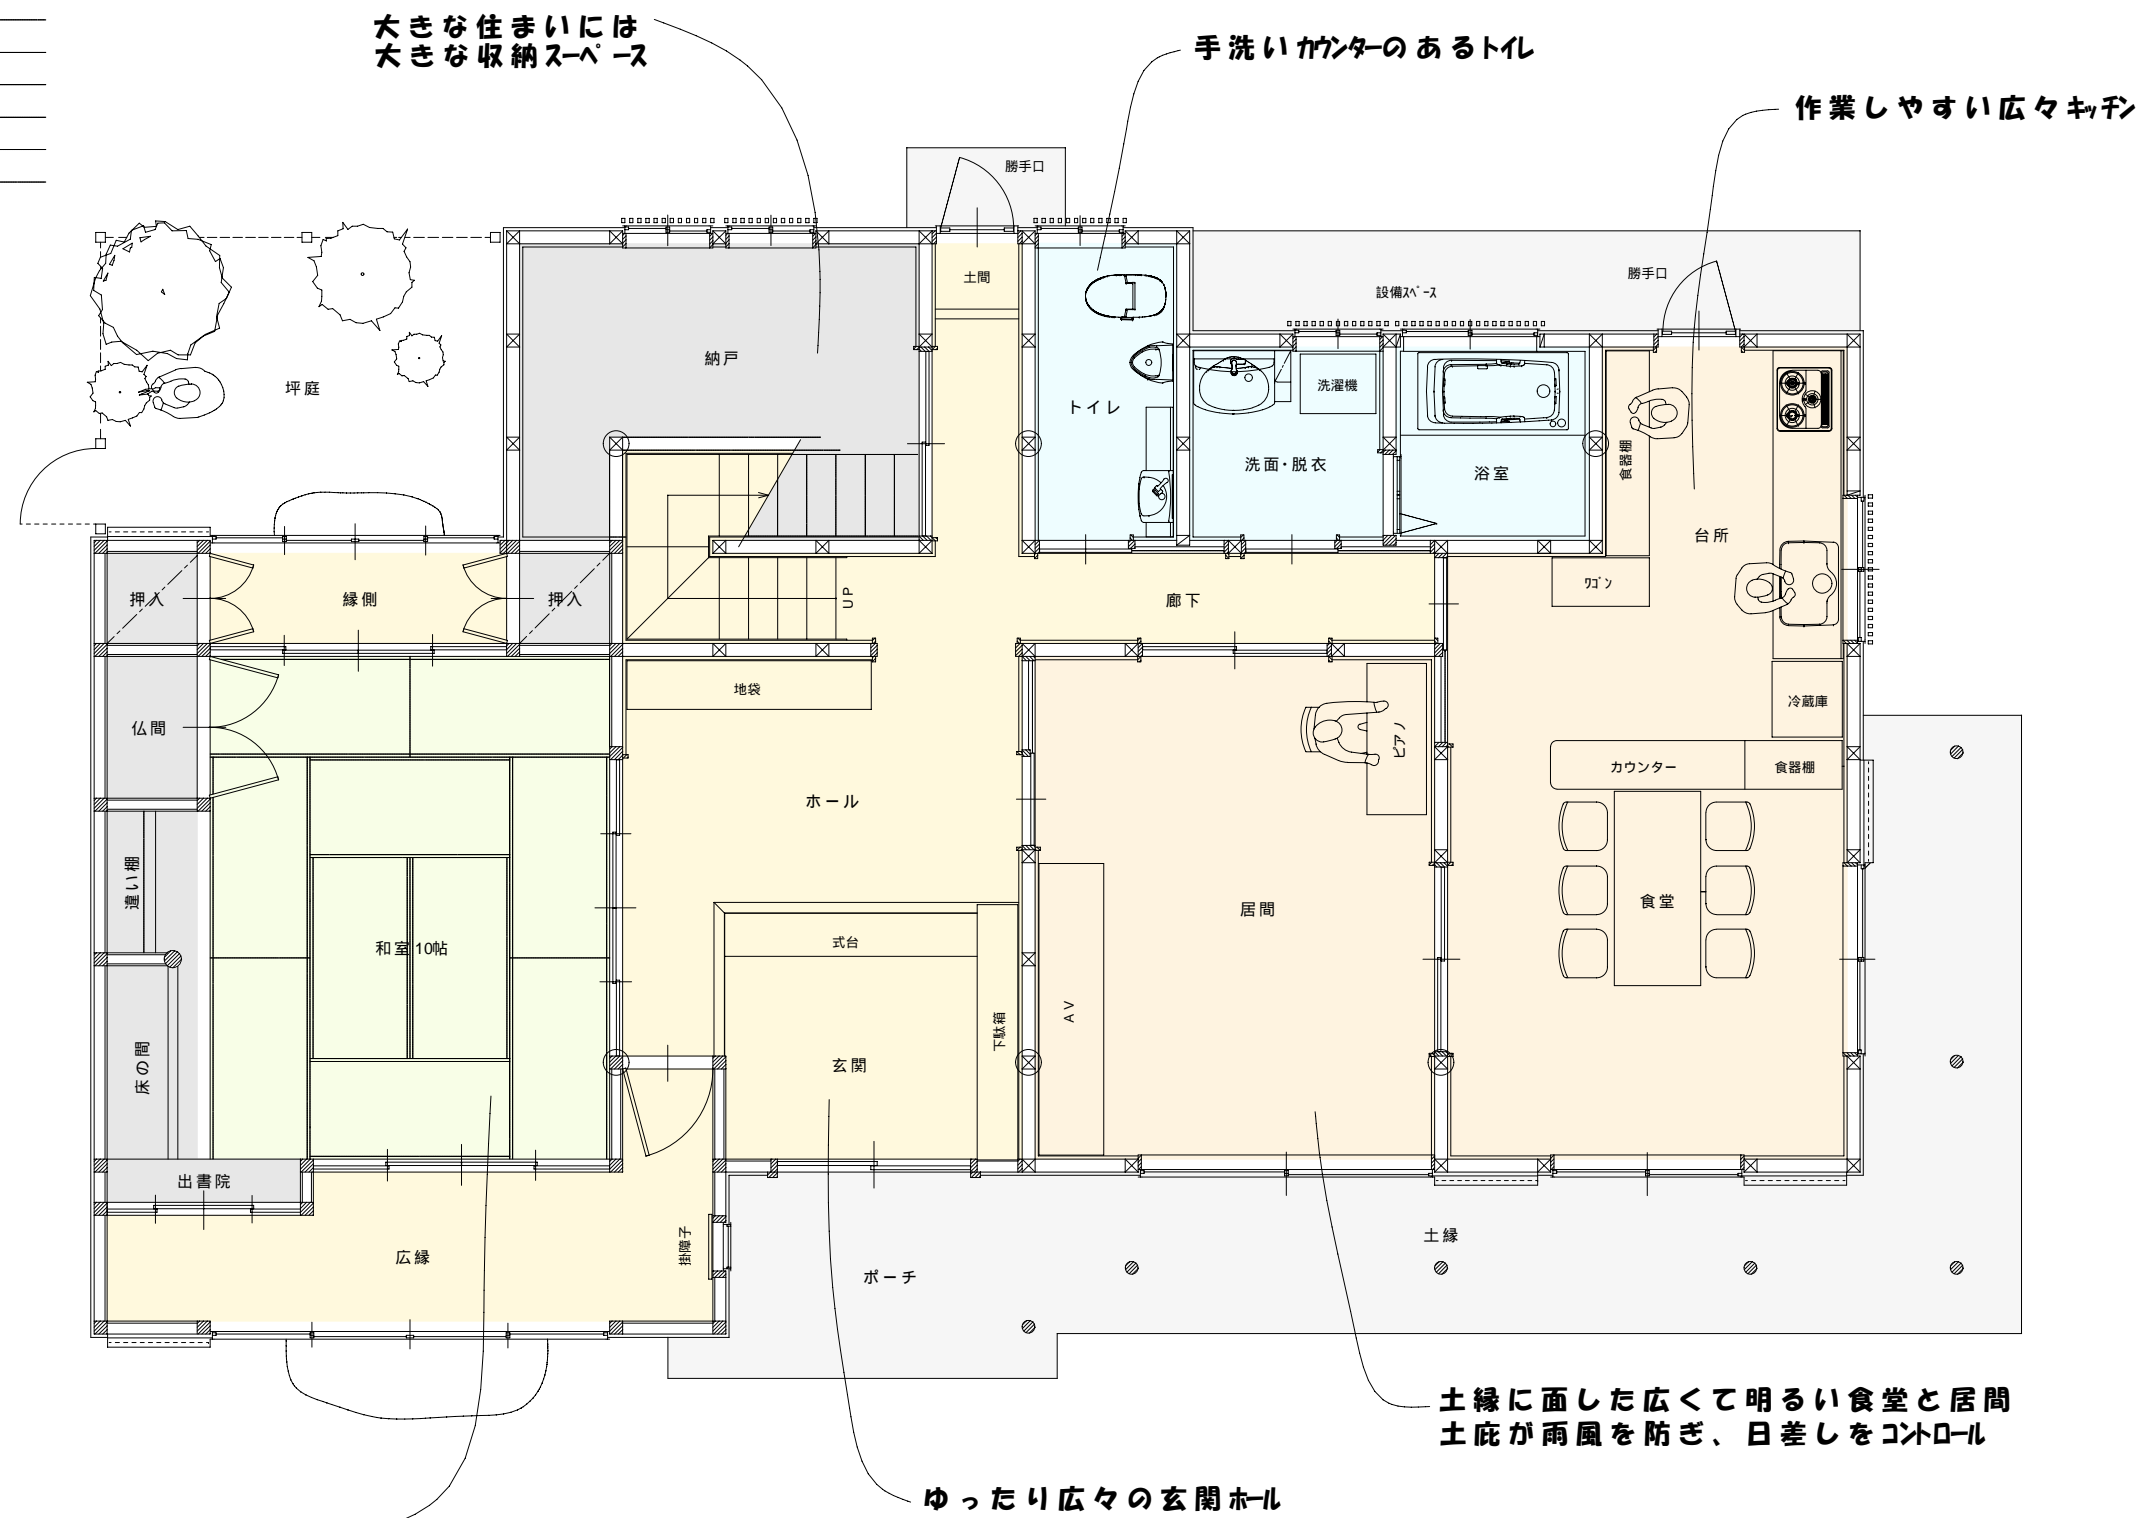 大きな住まいには
大きな収納スーペース
手洗いカウンターのあるトイレ
作業しやすい広々キッチン
勝手口
土間
設備スペース
勝手口
納戸
坪庭
トイレ
洗濯機
洗面・脱衣
浴室
食器棚
台所
押入
縁側
押入
UP
廊下
ワゴン
地袋
仏間
ピアノ
冷蔵庫
カウンター
食器棚
ホール
違い棚
居間
食堂
和室10帖
式台
AV
下駄箱
床の間
玄関
出書院
広縁
掛障子
ポーチ
土縁
土縁に面した広くて明るい食堂と居間
土庇が雨風を防ぎ、日差しをコントロール
ゆったり広々の玄関ホール